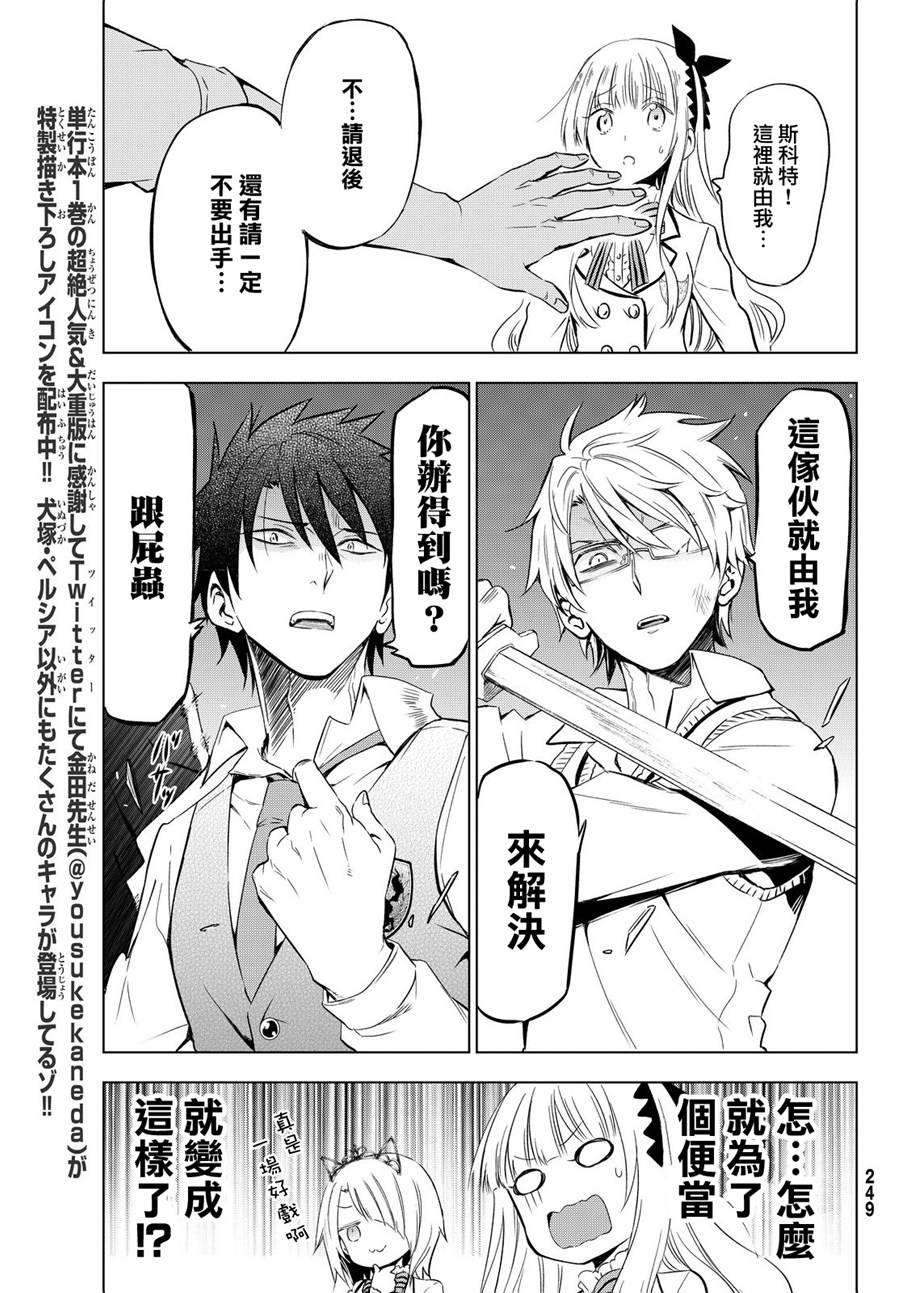 斯科特！
這裡就由我…
不…請退後
還有請一定
不要出手…
這傢伙就由我
來解決
你辦得到嗎？
跟屁蟲
怎…怎麼
就為了
個便當
就變成
這樣了!?
真是
一場好
戲啊
249
単行本1巻の超絶人気&大重版に感謝してTwitterにて金田先生(@yousukekaneda)が
特製描き下ろしアイコンを配布中!! 犬塚・ペルシア以外にもたくさんのキャラが登場してるゾ!!